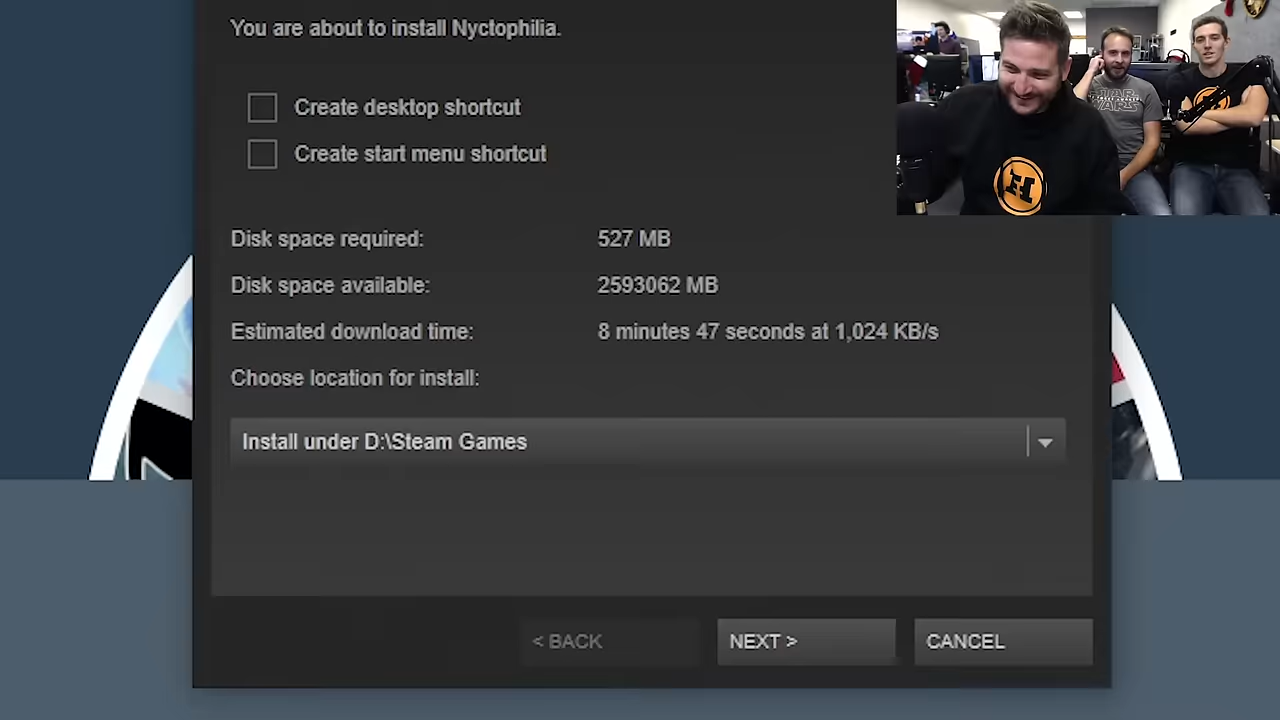 You are about to install Nyctophilia.
Create desktop shortcut
Create start menu shortcut
Disk space required: 527 MB
Disk space available: 2593062 MB
Estimated download time: 8 minutes 47 seconds at 1,024 KB/s
Choose location for install:
Install under D:\Steam Games
< BACK NEXT > CANCEL
H
STAR
WARS